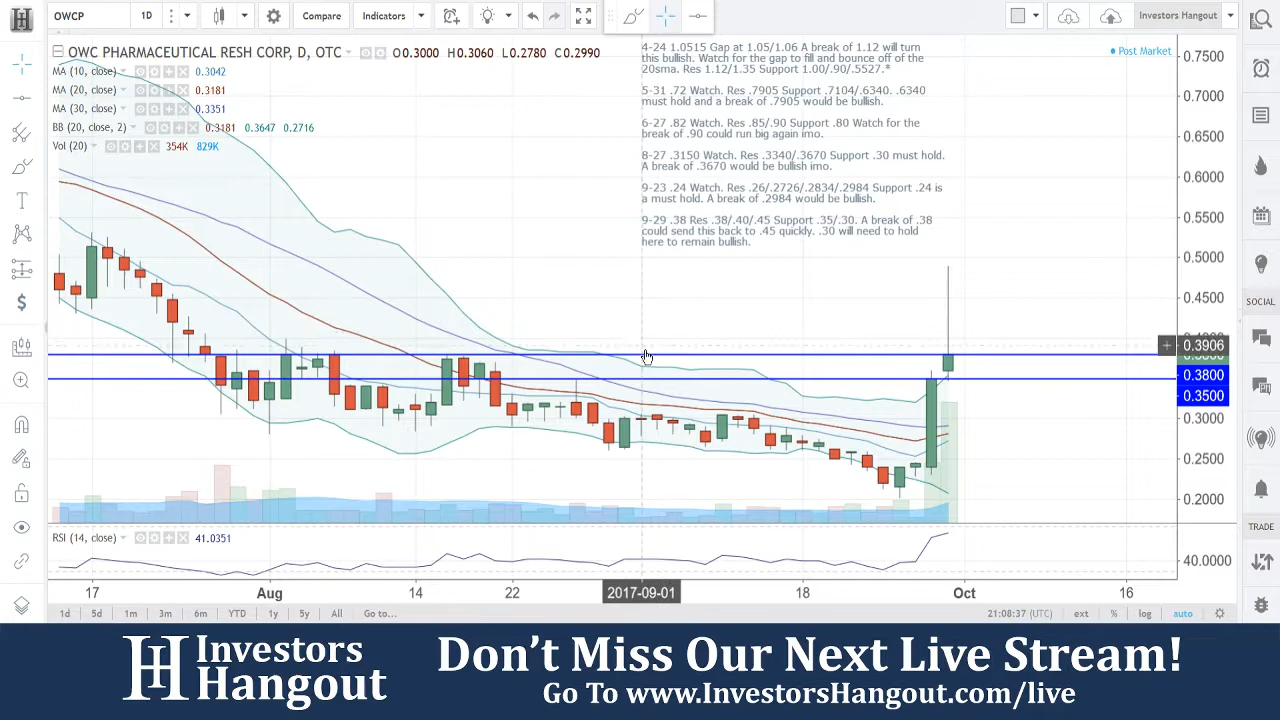 OWCP
1D
Compare
Indicators
Investors Hangout
OWC PHARMACEUTICAL RESH CORP, D, OTC
O0.3000 H0.3060 L0.2780 C0.2990
Post Market
MA (10, close) 0.3042
MA (20, close) 0.3181
MA (30, close) 0.3351
BB (20, close, 2) 0.3181 0.3647 0.2716
Vol (20) 354K 829K
4-24 1.0515 Gap at 1.05/1.06 A break of 1.12 will turn
this bullish. Watch for the gap to fill and bounce off of the
20sma. Res 1.12/1.35 Support 1.00/.90/.5527.*
5-31 .72 Watch. Res .7905 Support .7104/.6340. .6340
must hold and a break of .7905 would be bullish.
6-27 .82 Watch. Res .85/.90 Support .80 Watch for the
break of .90 could run big again imo.
8-27 .3150 Watch. Res .3340/.3670 Support .30 must hold.
A break of .3670 would be bullish imo.
9-23 .24 Watch. Res .26/.2726/.2834/.2984 Support .24 is
a must hold. A break of .2984 would be bullish.
9-29 .38 Res .38/.40/.45 Support .35/.30. A break of .38
could send this back to .45 quickly. .30 will need to hold
here to remain bullish.
0.7500
0.7000
0.6500
0.6000
0.5500
0.5000
0.4500
0.3906
0.3800
0.3500
0.3000
0.2500
0.2000
SOCIAL
TRADE
RSI (14, close) 41.0351
40.0000
17
Aug
14
22
2017-09-01
18
Oct
16
1d
5d
1m
3m
6m
YTD
1y
5y
All
Go to...
21:08:37 (UTC)
ext
%
log
auto
Investors
Hangout
Don't Miss Our Next Live Stream!
Go To www.InvestorsHangout.com/live